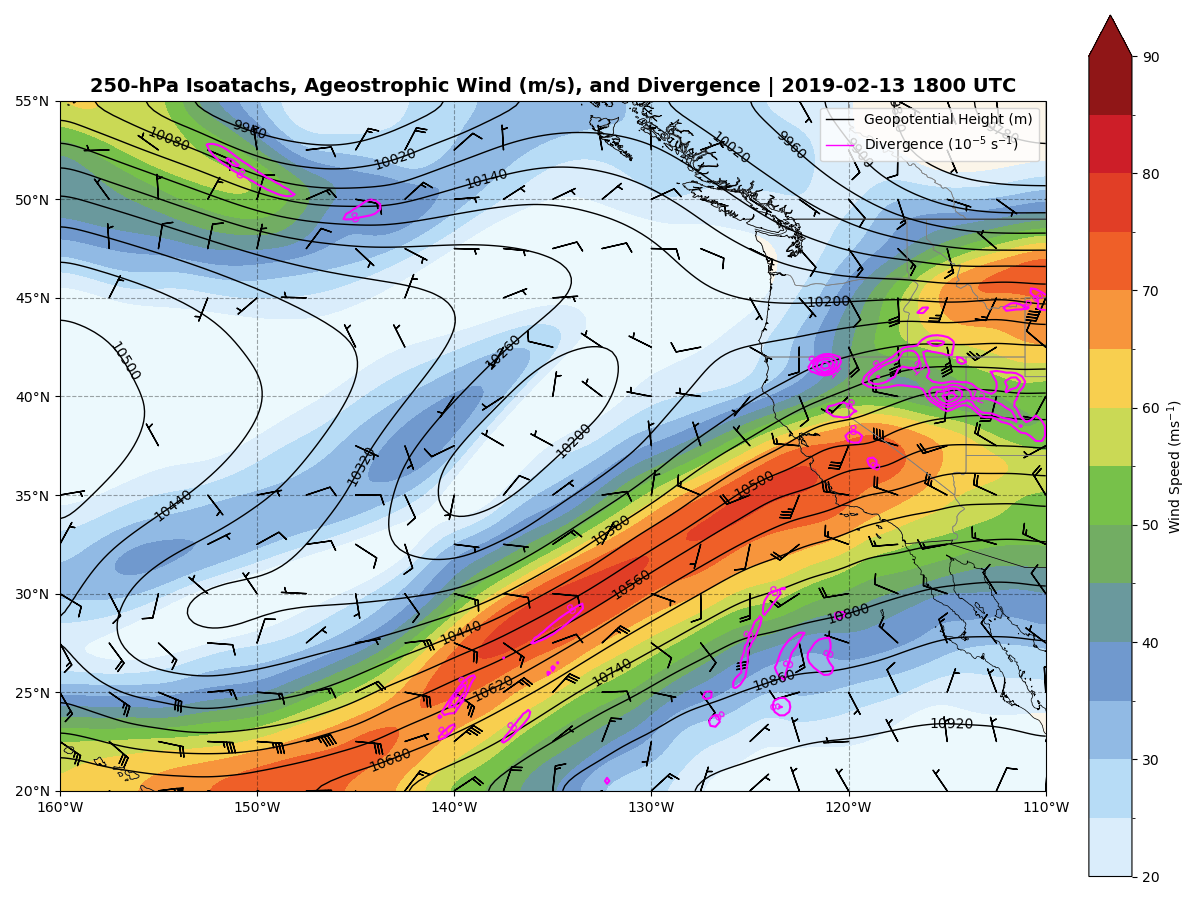 250-hPa Isoatachs, Ageostrophic Wind (m/s), and Divergence | 2019-02-13 1800 UTC
Geopotential Height (m)
Divergence (10⁻⁵ s⁻¹)
55°N
50°N
45°N
40°N
35°N
30°N
25°N
20°N
160°W
150°W
140°W
130°W
120°W
110°W
90
80
70
60
50
40
30
20
Wind Speed (ms⁻¹)
10080
9960
10020
10140
10020
9960
10200
10500
10260
10200
10320
10440
10500
10380
10560
10440
10620
10740
10680
10800
10860
10920